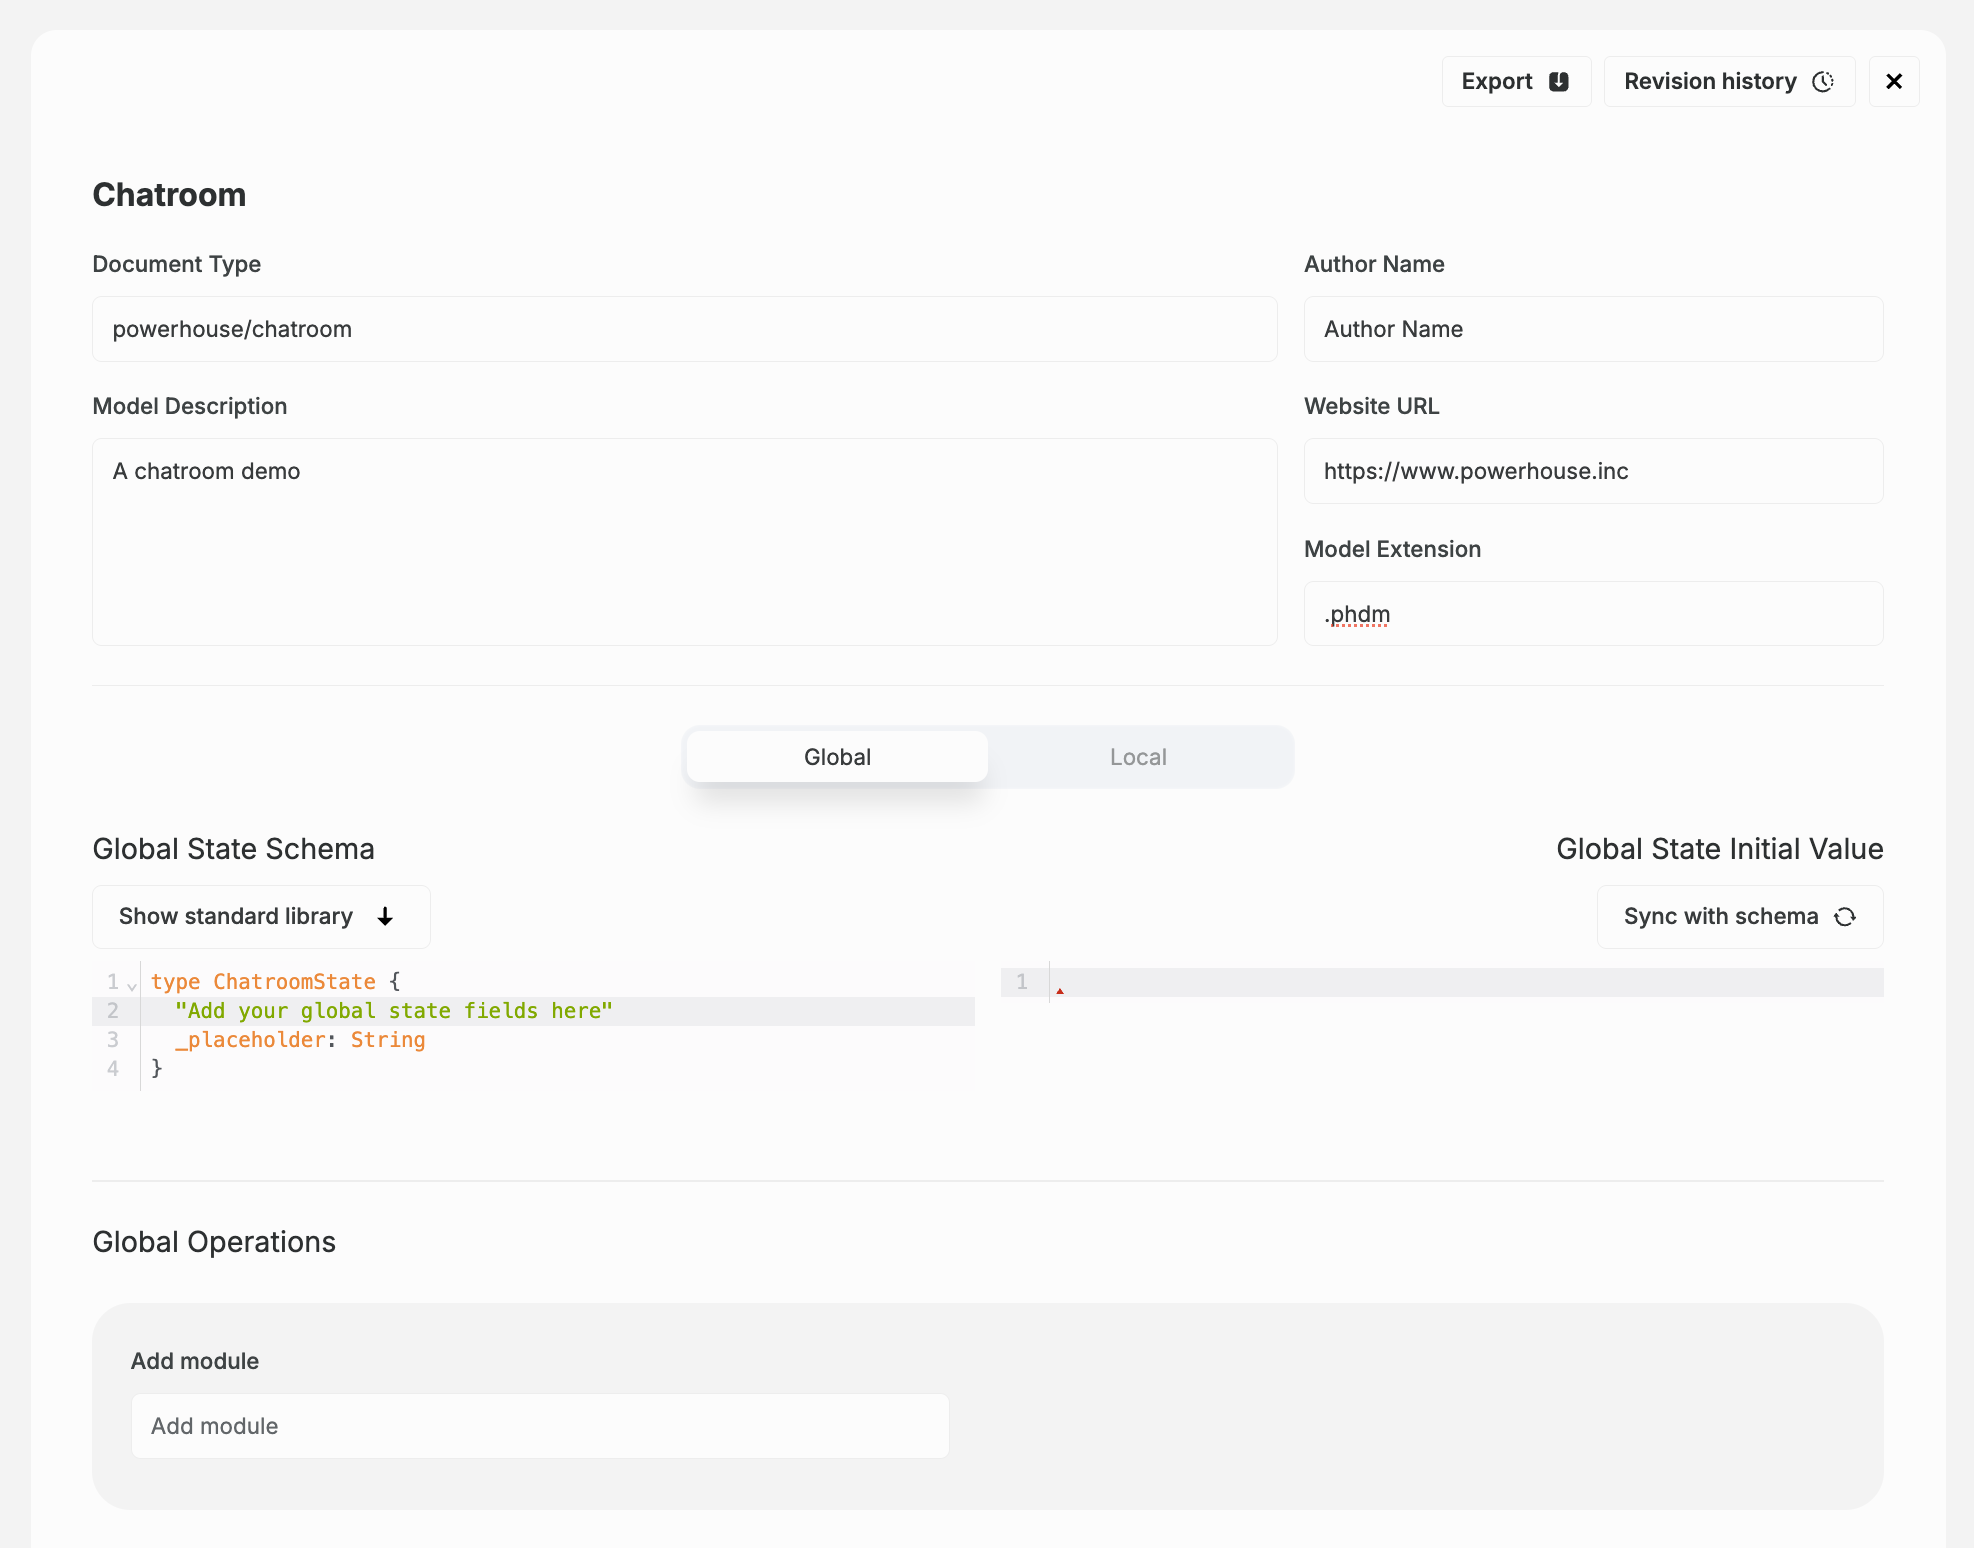 Export
Revision history
Chatroom
Document Type
powerhouse/chatroom
Author Name
Author Name
Model Description
A chatroom demo
Website URL
https://www.powerhouse.inc
Model Extension
.phdm
Global
Local
Global State Schema
Show standard library
1 type ChatroomState {
2 "Add your global state fields here"
3 _placeholder: String
4 }
Global State Initial Value
Sync with schema
1
Global Operations
Add module
Add module